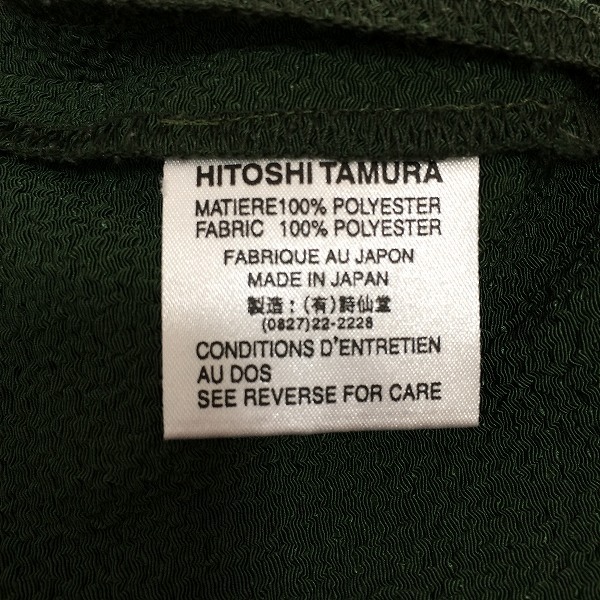 HITOSHI TAMURA
MATIERE100% POLYESTER
FABRIC 100% POLYESTER
FABRIQUE AU JAPON
MADE IN JAPAN
製造：(有)詩仙堂
(0827)22-2228
CONDITIONS D'ENTRETIEN
AU DOS
SEE REVERSE FOR CARE